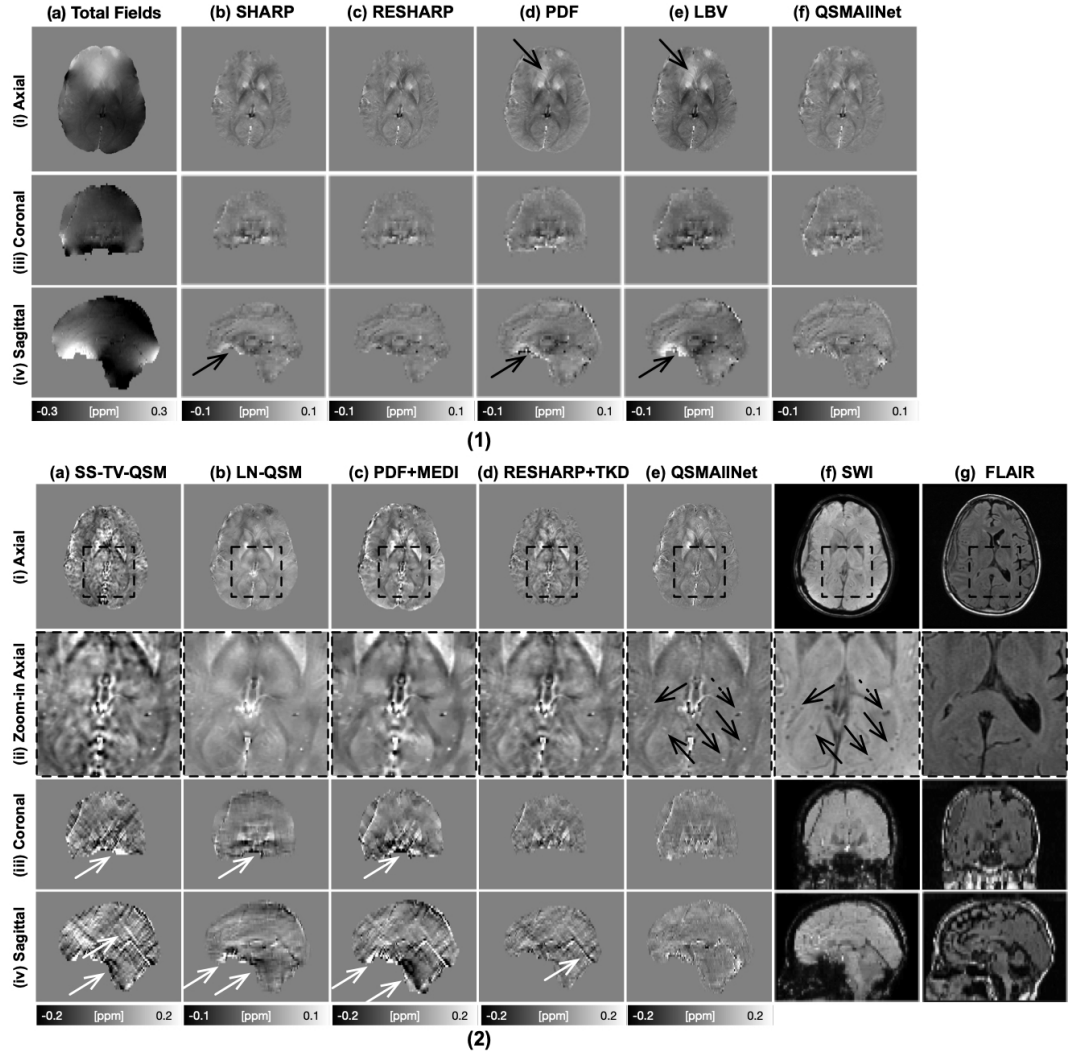 (a) Total Fields (b) SHARP (c) RESHARP (d) PDF (e) LBV (f) QSMAllNet
(i) Axial
(iii) Coronal
(iv) Sagittal
-0.3 [ppm] 0.3 -0.1 [ppm] 0.1 -0.1 [ppm] 0.1 -0.1 [ppm] 0.1 -0.1 [ppm] 0.1 -0.1 [ppm] 0.1
(1)
(a) SS-TV-QSM (b) LN-QSM (c) PDF+MEDI (d) RESHARP+TKD (e) QSMAllNet (f) SWI (g) FLAIR
(i) Axial
(ii) Zoom-in Axial
(iii) Coronal
(iv) Sagittal
-0.2 [ppm] 0.2 -0.1 [ppm] 0.1 -0.2 [ppm] 0.2 -0.2 [ppm] 0.2 -0.2 [ppm] 0.2
(2)